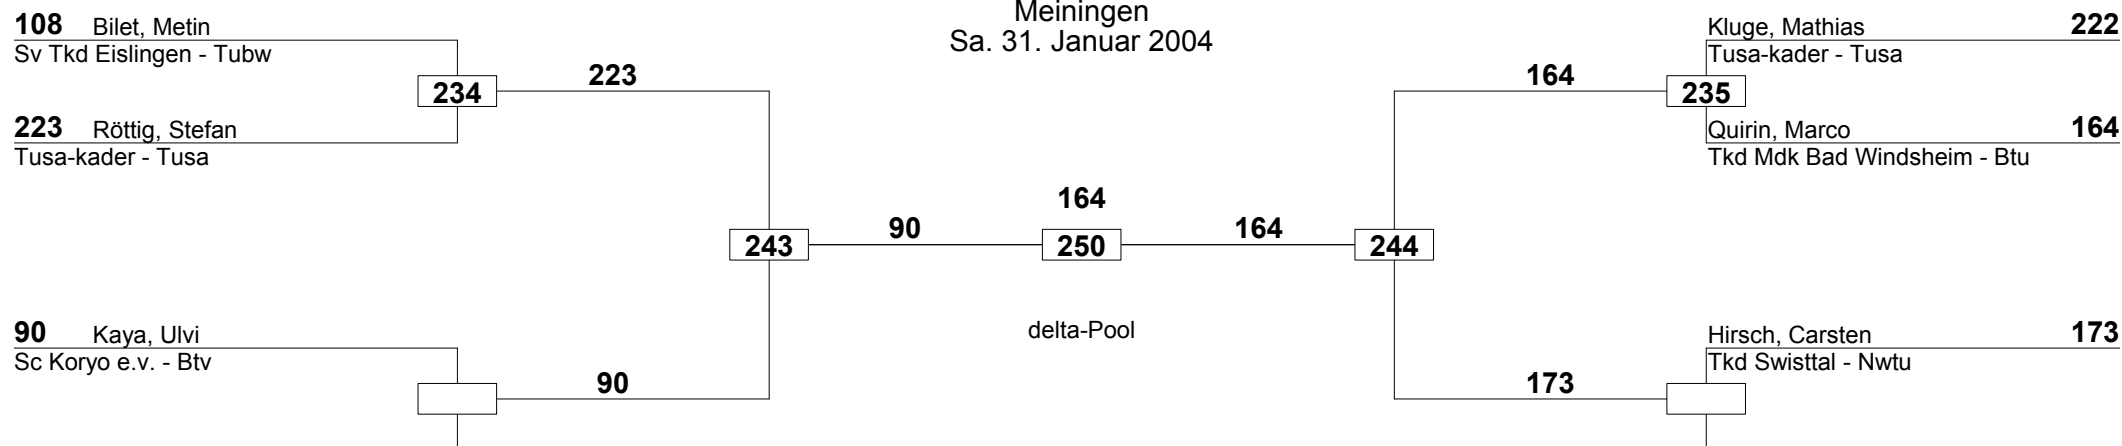 Meiningen
Sa. 31. Januar 2004
108 Bilet, Metin
Sv Tkd Eislingen - Tubw
234
223
223 Röttig, Stefan
Tusa-kader - Tusa
243
90
90 Kaya, Ulvi
Sc Koryo e.v. - Btv
90
164
250
delta-Pool
Kluge, Mathias 222
Tusa-kader - Tusa
164
235
Quirin, Marco 164
Tkd Mdk Bad Windsheim - Btu
164
244
Hirsch, Carsten 173
Tkd Swisttal - Nwtu
173